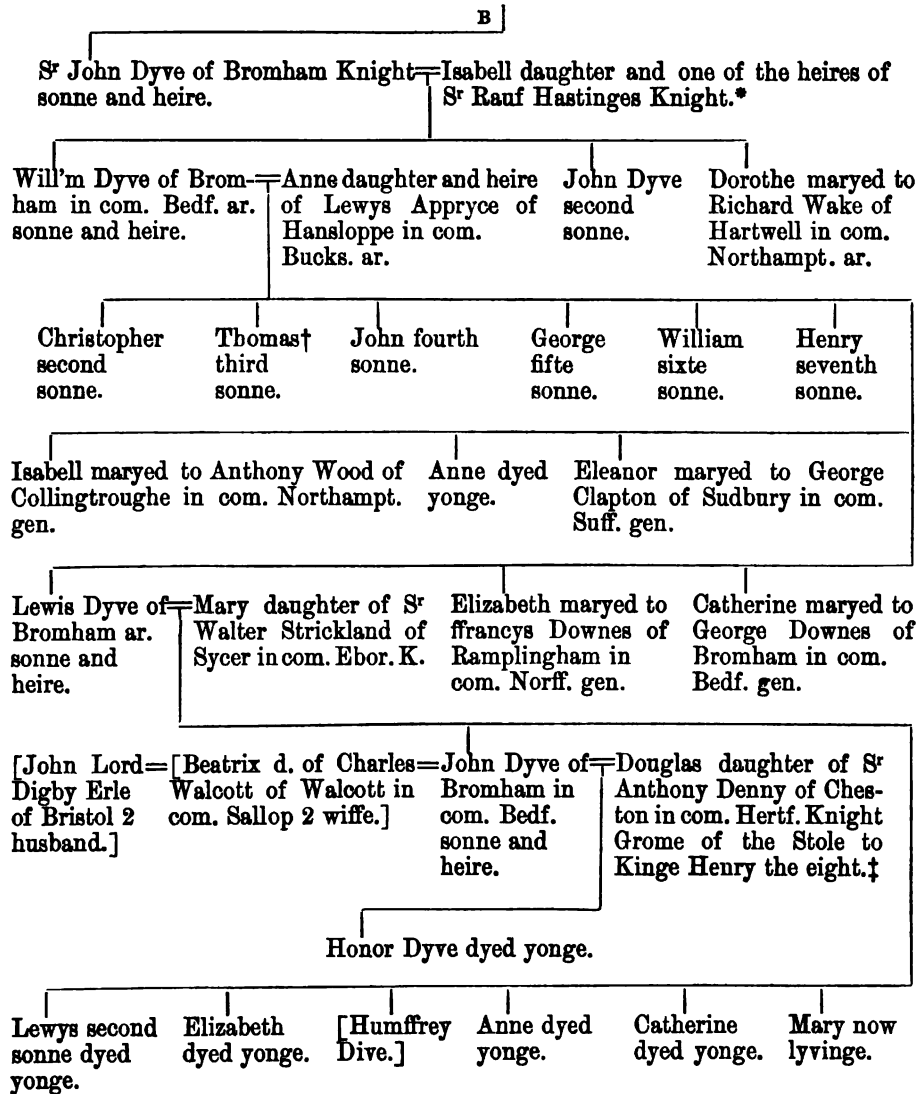 B
Sr John Dyve of Bromham Knight=Isabell daughter and one of the heires of
sonne and heire.
Sr Rauf Hastinges Knight.*
Will'm Dyve of Brom-
ham in com. Bedf. ar.
sonne and heire.
=Anne daughter and heire
of Lewys Appryce of
Hansloppe in com.
Bucks. ar.
John Dyve
second
sonne.
Dorothe maryed to
Richard Wake of
Hartwell in com.
Northampt. ar.
Christopher
second
sonne.
Thomas†
third
sonne.
John fourth
sonne.
George
fifte
sonne.
William
sixte
sonne.
Henry
seventh
sonne.
Isabell maryed to Anthony Wood of
Collingtroughe in com. Northampt.
gen.
Anne dyed
yonge.
Eleanor maryed to George
Clapton of Sudbury in com.
Suff. gen.
Lewis Dyve of
Bromham ar.
sonne and
heire.
=Mary daughter of Sr
Walter Strickland of
Sycer in com. Ebor. K.
Elizabeth maryed to
ffrancys Downes of
Ramplingham in
com. Norff. gen.
Catherine maryed to
George Downes of
Bromham in com.
Bedf. gen.
[John Lord=
Digby Erle
of Bristol 2
husband.]
[Beatrix d. of Charles=
Walcott of Walcott in
com. Sallop 2 wiffe.]
John Dyve of
Bromham in
com. Bedf.
sonne and
heire.
=Douglas daughter of Sr
Anthony Denny of Ches-
ton in com. Hertf. Knight
Grome of the Stole to
Kinge Henry the eight.‡
Honor Dyve dyed yonge.
Lewys second
sonne dyed
yonge.
Elizabeth
dyed yonge.
[Humffrey
Dive.]
Anne dyed
yonge.
Catherine
dyed yonge.
Mary now
lyvinge.